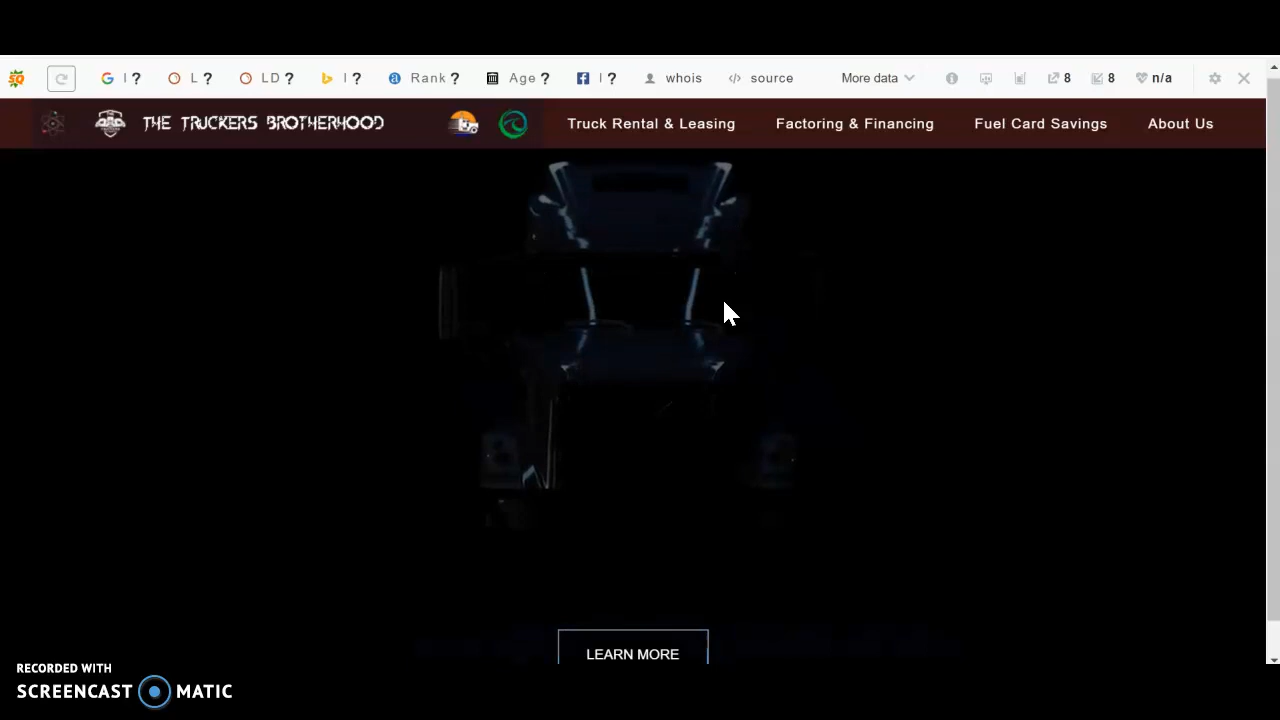 SQ G I ? L ? LD ? I ? a Rank ? Age ? f I ? whois </> source More data 8 8 n/a
THE TRUCKERS BROTHERHOOD Truck Rental & Leasing Factoring & Financing Fuel Card Savings About Us
LEARN MORE
RECORDED WITH
SCREENCAST MATIC